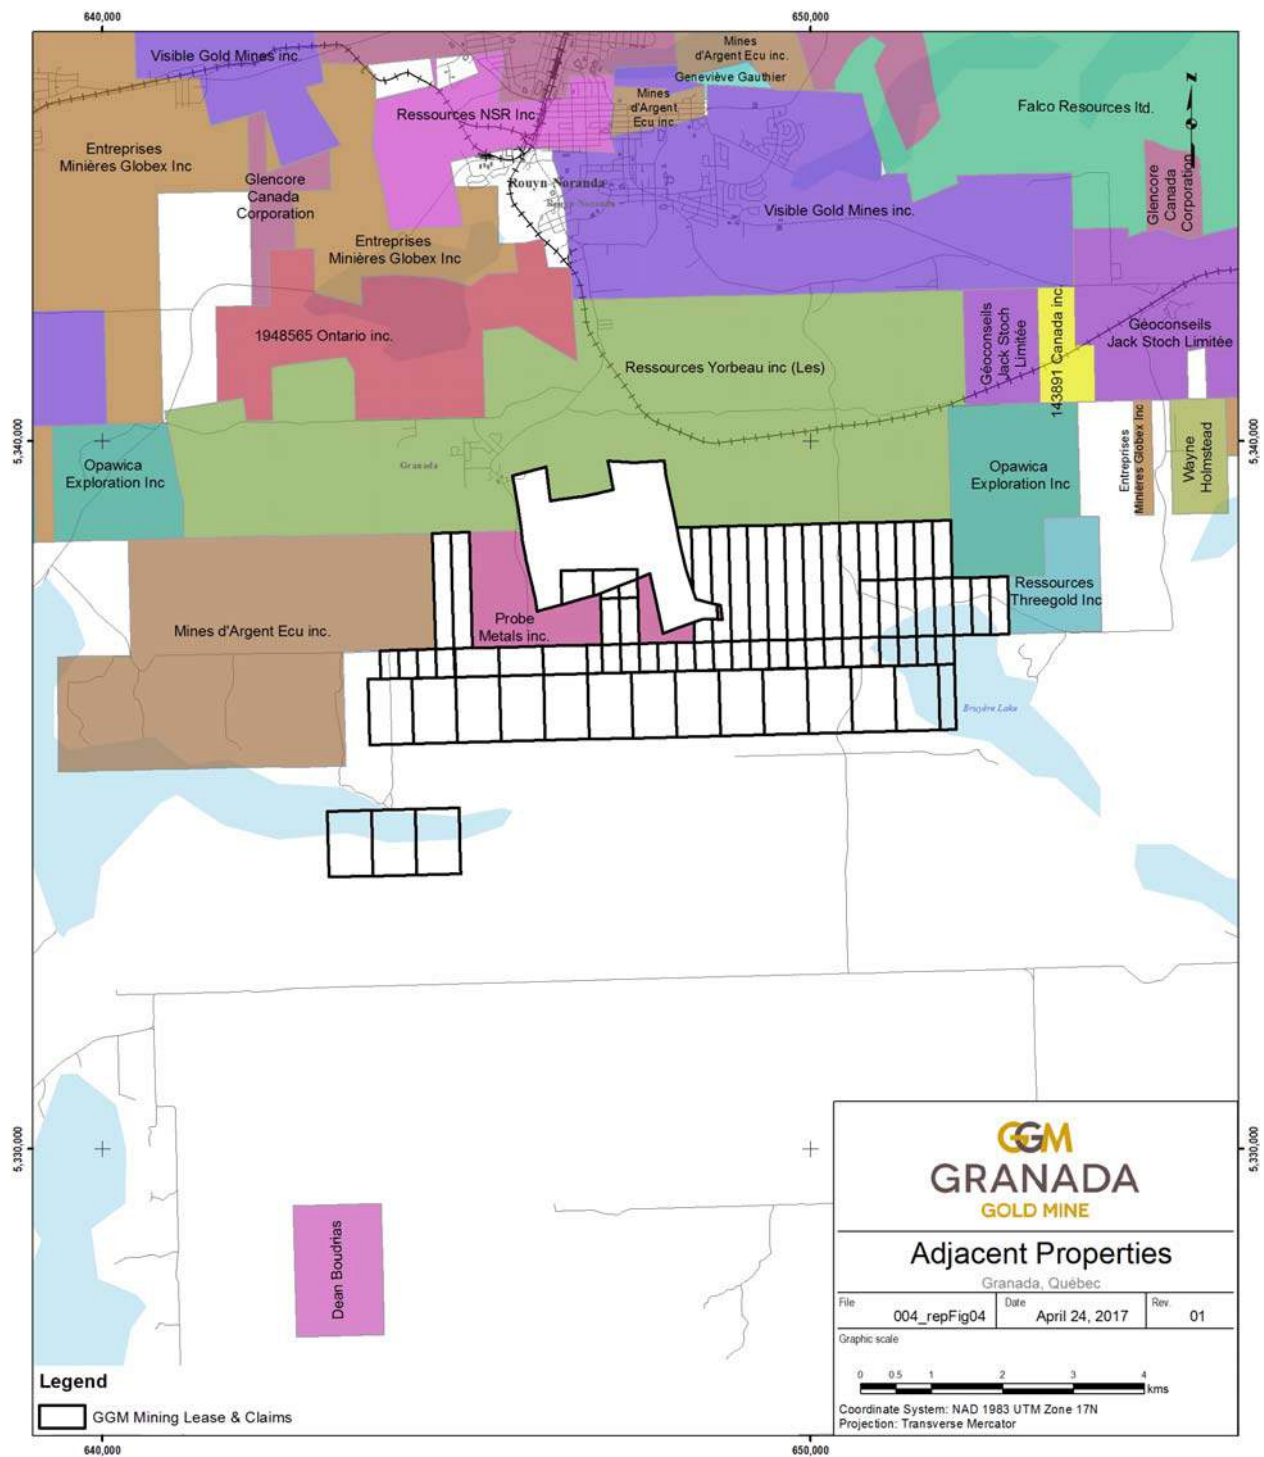 640,000
650,000
Visible Gold Mines inc.
Mines
d'Argent Ecu inc.
Geneviève Gauthier
Mines
d'Argent
Ecu inc.
Ressources NSR Inc
Falco Resources ltd.
N
Entreprises
Minières Globex Inc
Glencore
Canada
Corporation
Rouyn Noranda
Rouyn Noranda
Visible Gold Mines inc.
Glencore
Canada
Corporation
Entreprises
Minières Globex Inc
1948565 Ontario inc.
Ressources Yorbeau inc (Les)
Géoconseils
Jack Stoch
Limitée
143891 Canada inc.
Géoconseils
Jack Stoch Limitée
5,340,000
5,340,000
Opawica
Exploration Inc
Granada
Opawica
Exploration Inc
Entreprises
Minières Globex Inc
Wayne
Holmstead
Ressources
Threegold Inc
Mines d'Argent Ecu inc.
Probe
Metals inc.
Bruyère Lake
5,330,000
5,330,000
Dean Boudrias
GGM
GRANADA
GOLD MINE
Adjacent Properties
Granada, Québec
File
004_repFig04
Date
April 24, 2017
Rev.
01
Graphic scale
0 0.5 1 2 3 4
kms
Coordinate System: NAD 1983 UTM Zone 17N
Projection: Transverse Mercator
Legend
GGM Mining Lease & Claims
640,000
650,000